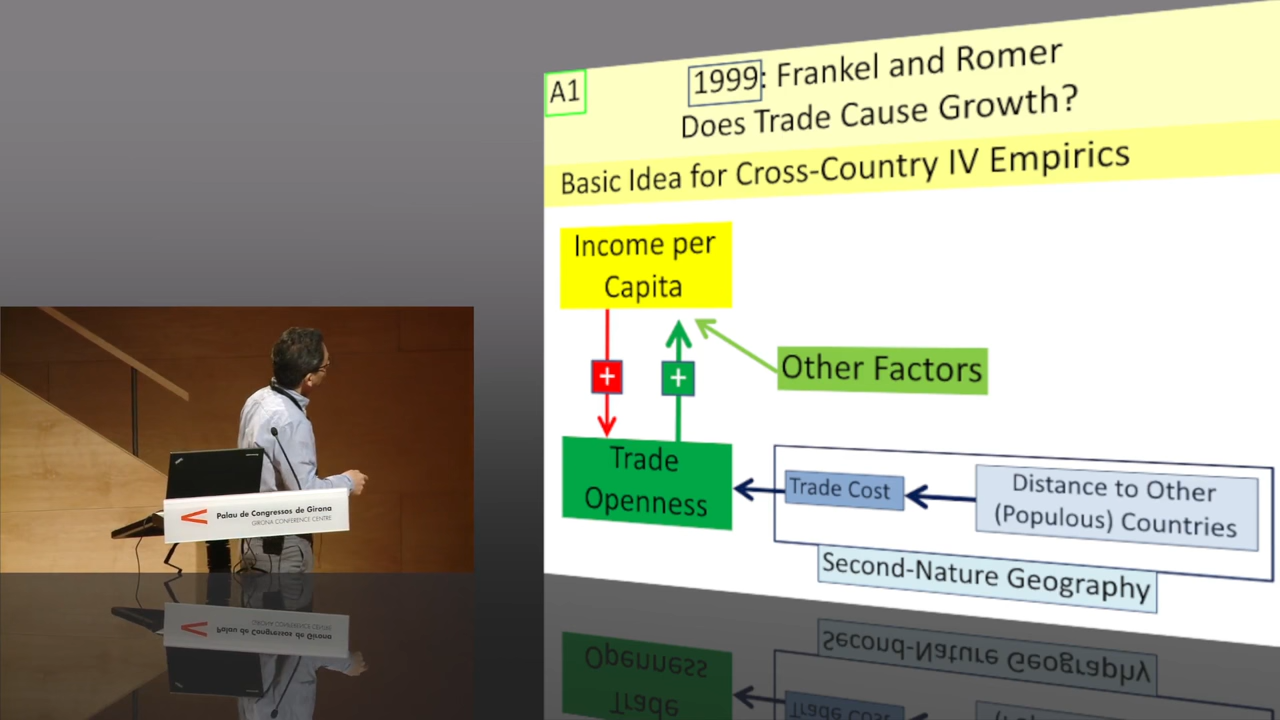 A1
1999: Frankel and Romer
Does Trade Cause Growth?
Basic Idea for Cross-Country IV Empirics
Income per
Capita
+
+
Other Factors
Trade
Openness
Trade Cost
Distance to Other
(Populous) Countries
Second-Nature Geography
Palau de Congressos de Girona
GIRONA CONFERENCE CENTRE